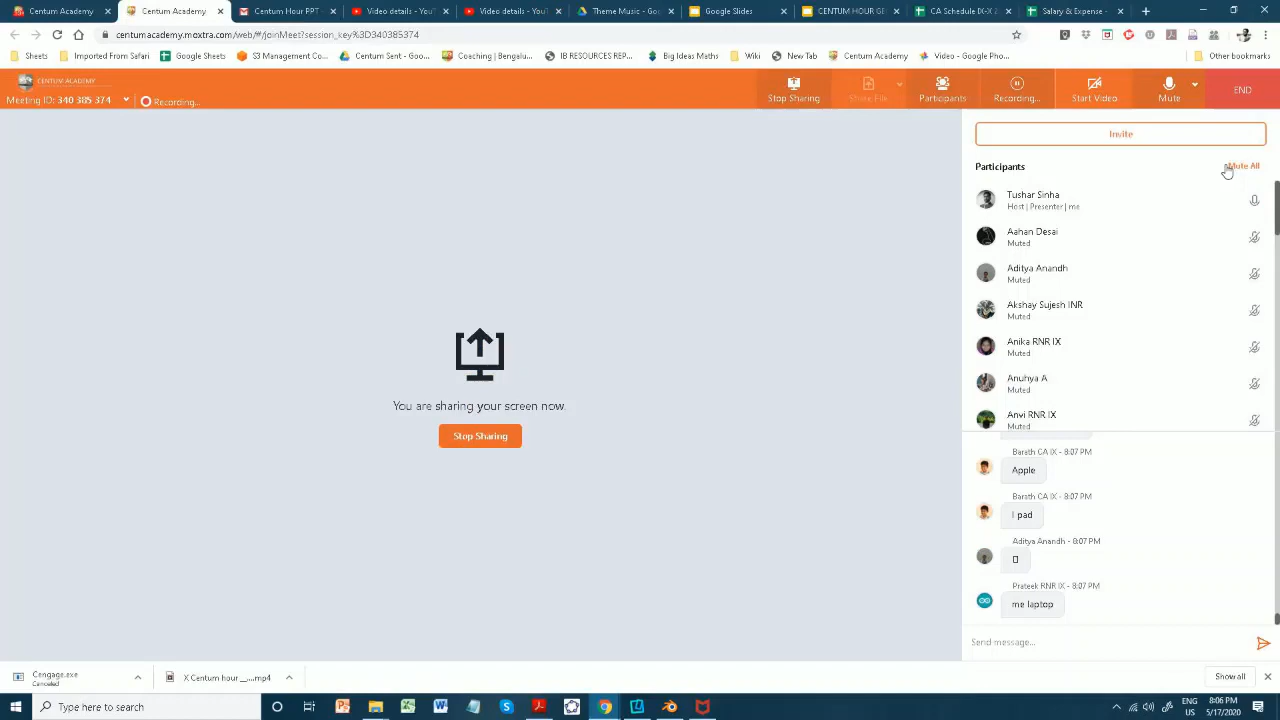 Centum Academy
Centum Academy
Centum Hour PPT
Video details - YouT
Video details - YouT
Theme Music - Goo
Google Slides
CENTUM HOUR GE
CA Schedule IX-X 2
Salary & Expense -
centumacademy.moxtra.com/web/#/joinMeet?session_key%3D340385374
Sheets
Imported From Safari
Google Sheets
S3 Management Co...
Centum Sent - Goo...
Coaching | Bengalu...
IB RESOURCES REP...
Big Ideas Maths
Wiki
New Tab
Centum Academy
Video - Google Pho...
Other bookmarks
CENTUM ACADEMY
Meeting ID: 340 385 374
Recording...
Stop Sharing
Share File
Participants
Recording...
Start Video
Mute
END
You are sharing your screen now.
Stop Sharing
Invite
Participants
Mute All
Tushar Sinha
Host | Presenter | me
Aahan Desai
Muted
Aditya Anandh
Muted
Akshay Sujesh INR
Muted
Anika RNR IX
Muted
Anuhya A
Muted
Anvi RNR IX
Muted
Barath CA IX - 8:07 PM
Apple
Barath CA IX - 8:07 PM
I pad
Aditya Anandh - 8:07 PM
Prateek RNR IX - 8:07 PM
me laptop
Send message...
Cengage.exe
Canceled
X Centum hour __....mp4
Show all
Type here to search
ENG
US
8:06 PM
5/17/2020